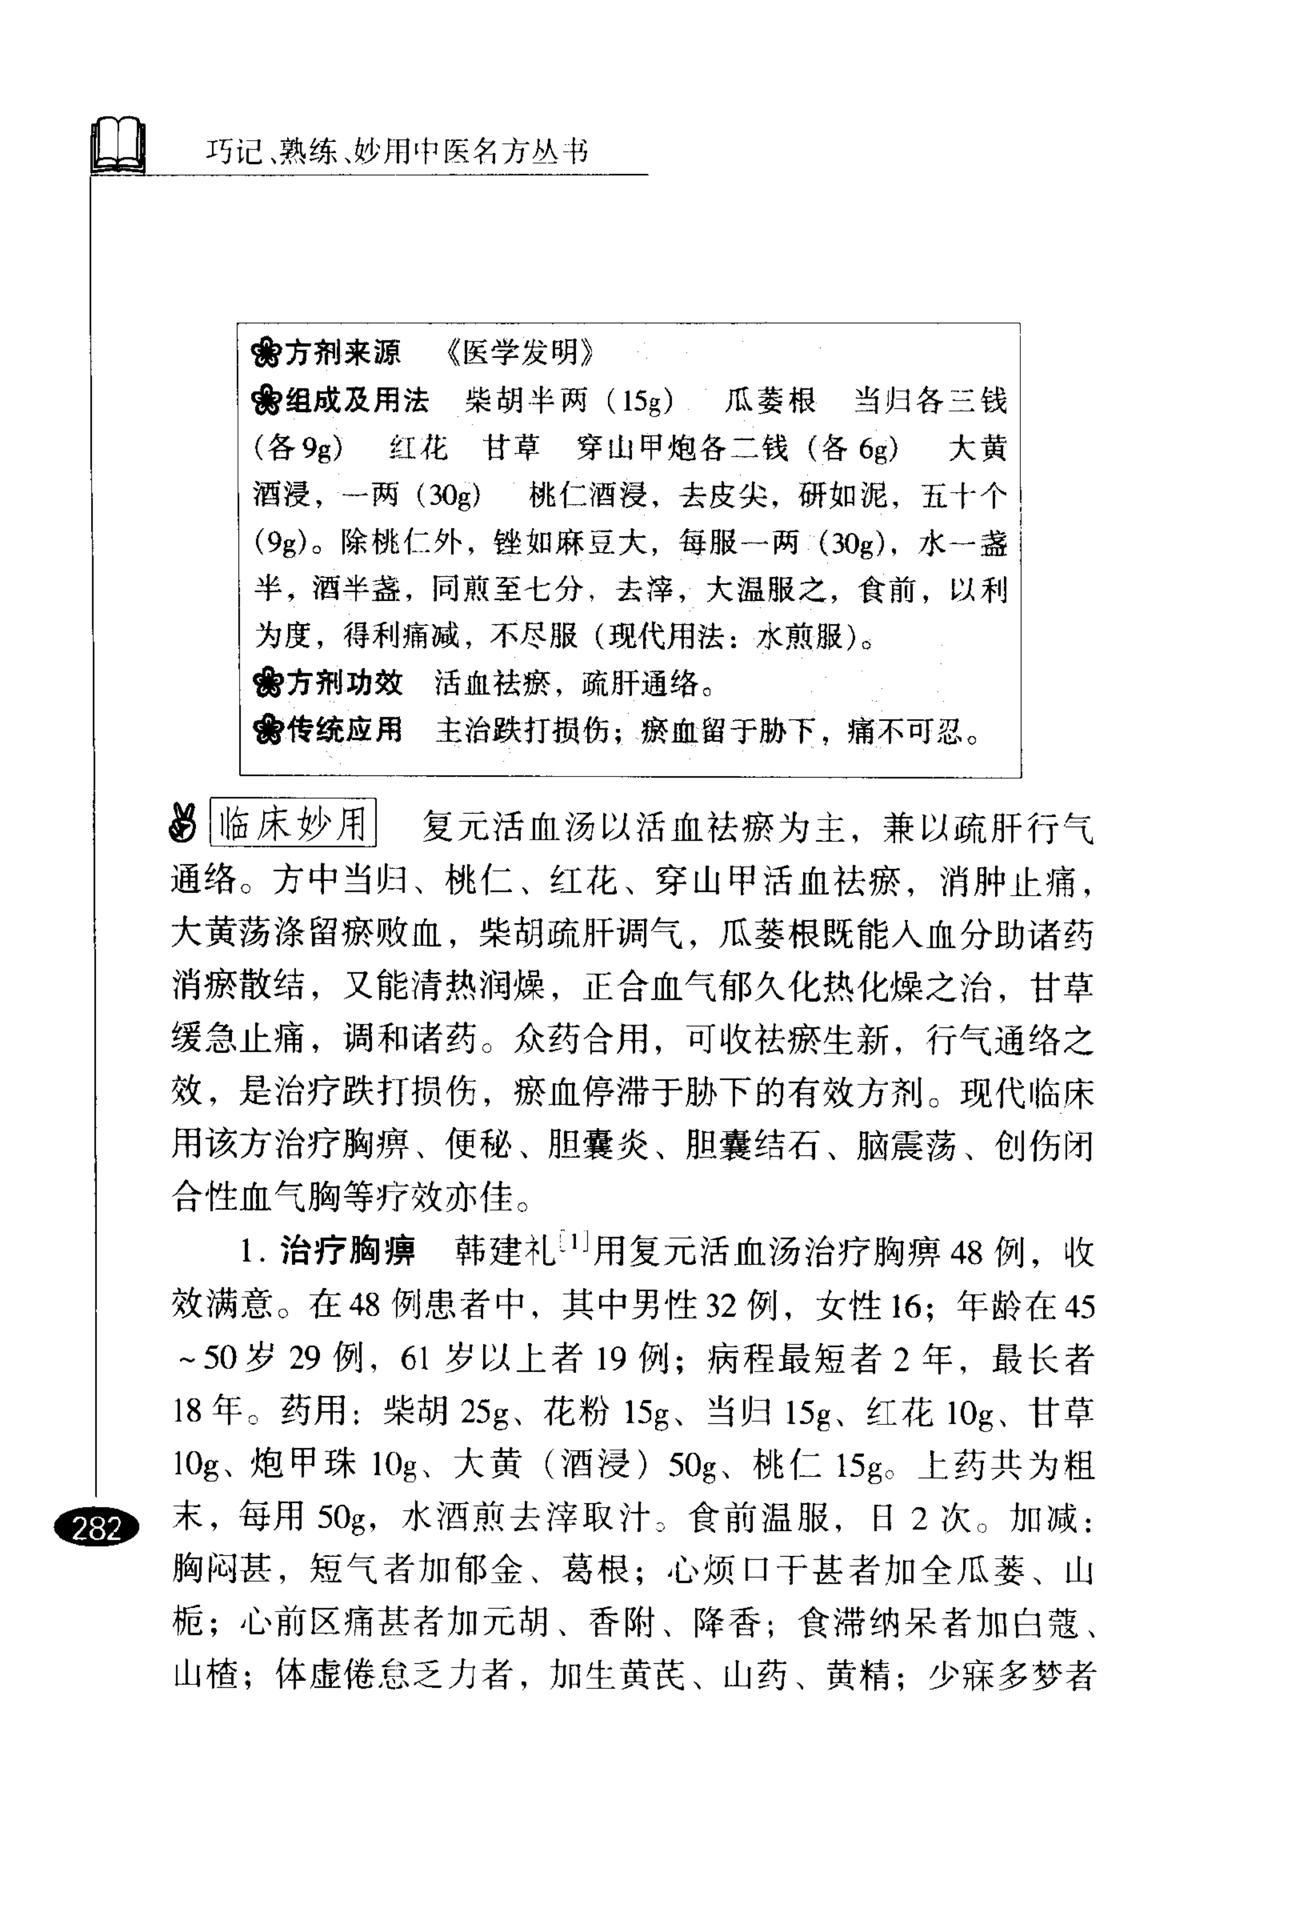 巧记、熟练、妙用中医名方丛书
方剂来源 《医学发明》
组成及用法 柴胡半两（15g） 瓜蒌根 当归各三钱
（各9g） 红花 甘草 穿山甲炮各二钱（各6g） 大黄
酒浸，一两（30g） 桃仁酒浸，去皮尖，研如泥，五十个
（9g）。除桃仁外，锉如麻豆大，每服一两（30g），水一盏
半，酒半盏，同煎至七分，去滓，大温服之，食前，以利
为度，得利痛减，不尽服（现代用法：水煎服）。
方剂功效 活血祛瘀，疏肝通络。
传统应用 主治跌打损伤；瘀血留于胁下，痛不可忍。
临床妙用 复元活血汤以活血祛瘀为主，兼以疏肝行气
通络。方中当归、桃仁、红花、穿山甲活血祛瘀，消肿止痛，
大黄荡涤留瘀败血，柴胡疏肝调气，瓜蒌根既能入血分助诸药
消瘀散结，又能清热润燥，正合血气郁久化热化燥之治，甘草
缓急止痛，调和诸药。众药合用，可收祛瘀生新，行气通络之
效，是治疗跌打损伤，瘀血停滞于胁下的有效方剂。现代临床
用该方治疗胸痹、便秘、胆囊炎、胆囊结石、脑震荡、创伤闭
合性血气胸等疗效亦佳。
1. 治疗胸痹 韩建礼[1]用复元活血汤治疗胸痹48例，收
效满意。在48例患者中，其中男性32例，女性16；年龄在45
～50岁29例，61岁以上者19例；病程最短者2年，最长者
18年。药用：柴胡25g、花粉15g、当归15g、红花10g、甘草
10g、炮甲珠10g、大黄（酒浸）50g、桃仁15g。上药共为粗
末，每用50g，水酒煎去滓取汁。食前温服，日2次。加减：
胸闷甚，短气者加郁金、葛根；心烦口干甚者加全瓜蒌、山
栀；心前区痛甚者加元胡、香附、降香；食滞纳呆者加白蔻、
山楂；体虚倦怠乏力者，加生黄芪、山药、黄精；少寐多梦者
282